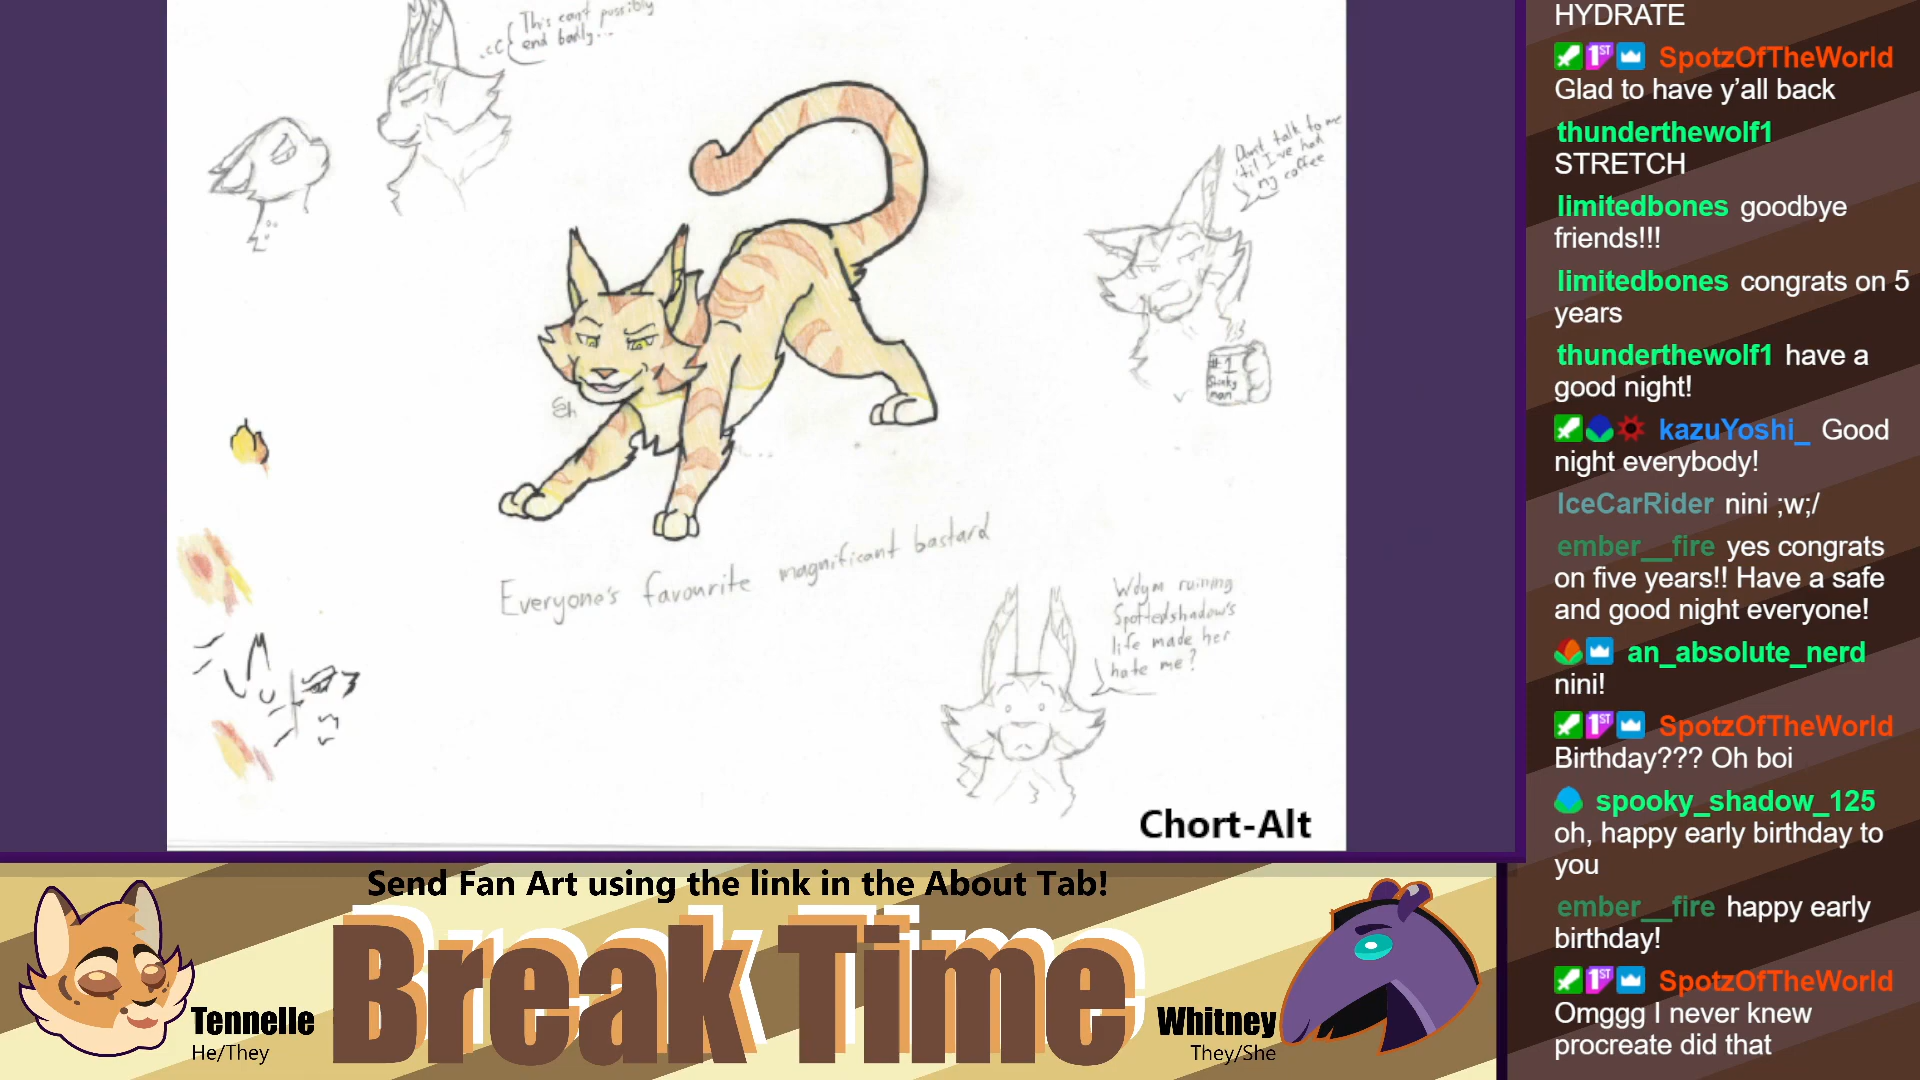 This can't possibly
end badly...
Don't talk to me
'til I've had
my coffee
#1
Stinky
man
Eh
Everyone's favourite magnificant bastard
Wdym ruining
Spottedshadow's
life made her
hate me?
Chort-Alt
Send Fan Art using the link in the About Tab!
Break Time
Tennelle
He/They
Whitney
They/She
HYDRATE
SpotzOfTheWorld
Glad to have y'all back
thunderthewolf1
STRETCH
limitedbones goodbye
friends!!!
limitedbones congrats on 5
years
thunderthewolf1 have a
good night!
kazuYoshi_ Good
night everybody!
IceCarRider nini ;w;/
ember__fire yes congrats
on five years!! Have a safe
and good night everyone!
an_absolute_nerd
nini!
SpotzOfTheWorld
Birthday??? Oh boi
spooky_shadow_125
oh, happy early birthday to
you
ember__fire happy early
birthday!
SpotzOfTheWorld
Omggg I never knew
procreate did that